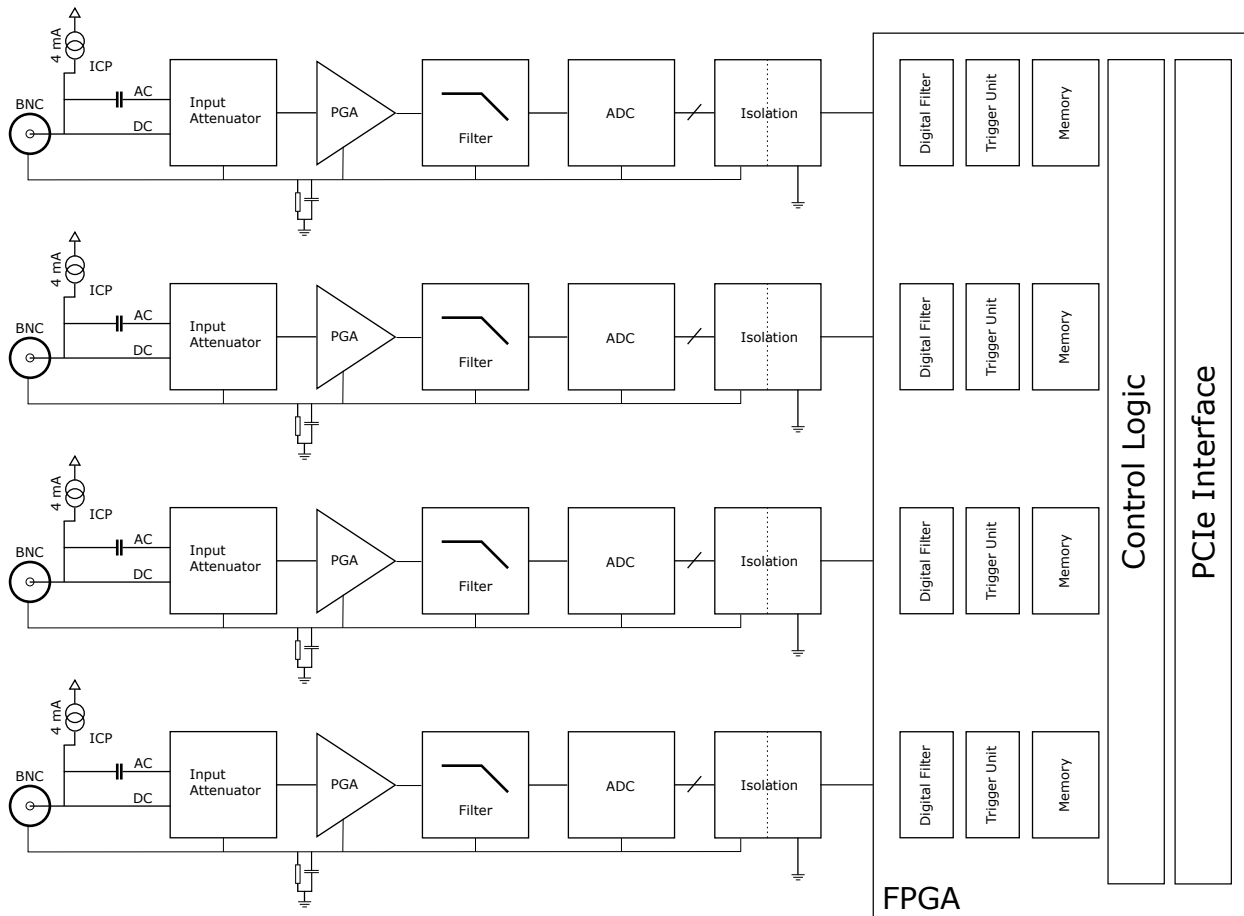 4 mA
ICP
BNC
AC
DC
Input
Attenuator
PGA
Filter
ADC
Isolation
Digital Filter
Trigger Unit
Memory
4 mA
ICP
BNC
AC
DC
Input
Attenuator
PGA
Filter
ADC
Isolation
Digital Filter
Trigger Unit
Memory
4 mA
ICP
BNC
AC
DC
Input
Attenuator
PGA
Filter
ADC
Isolation
Digital Filter
Trigger Unit
Memory
4 mA
ICP
BNC
AC
DC
Input
Attenuator
PGA
Filter
ADC
Isolation
Digital Filter
Trigger Unit
Memory
Control Logic
PCIe Interface
FPGA